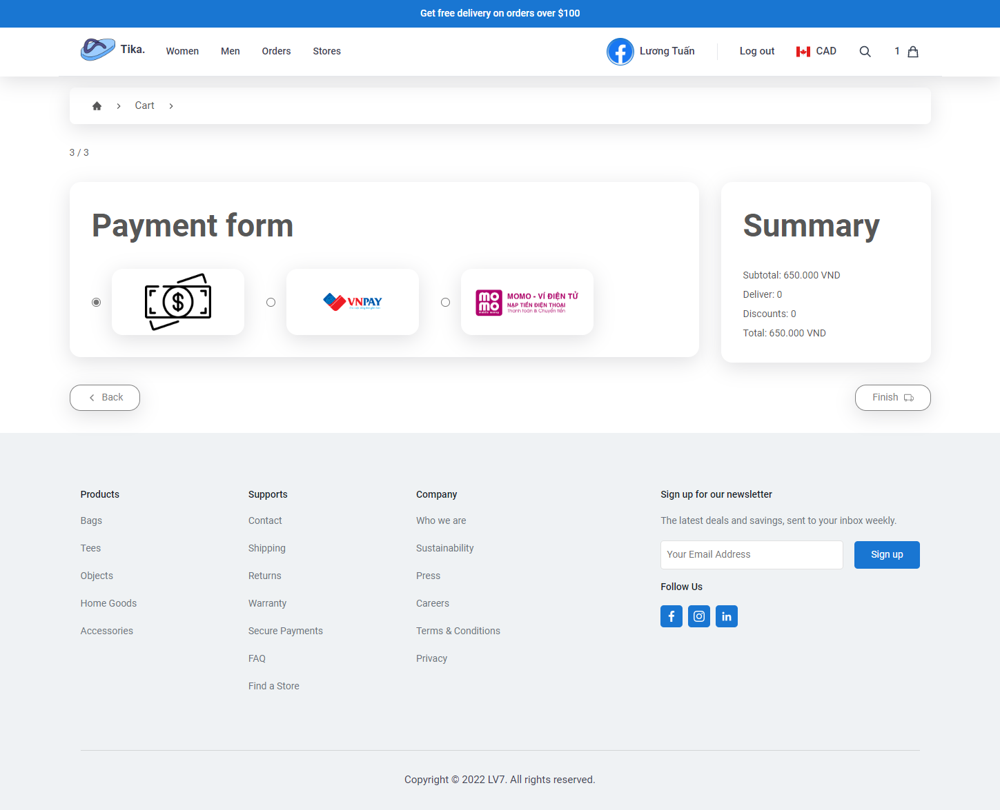 Get free delivery on orders over $100
Tika. Women Men Orders Stores Lương Tuấn Log out CAD 1
Cart
3 / 3
Payment form
VNPAY
MOMO
mobile money
MOMO - VÍ ĐIỆN TỬ
NẠP TIỀN ĐIỆN THOẠI
Thanh toán & Chuyển tiền
Summary
Subtotal: 650.000 VND
Deliver: 0
Discounts: 0
Total: 650.000 VND
Back
Finish
Products
Bags
Tees
Objects
Home Goods
Accessories
Supports
Contact
Shipping
Returns
Warranty
Secure Payments
FAQ
Find a Store
Company
Who we are
Sustainability
Press
Careers
Terms & Conditions
Privacy
Sign up for our newsletter
The latest deals and savings, sent to your inbox weekly.
Your Email Address Sign up
Follow Us
Copyright © 2022 LV7. All rights reserved.